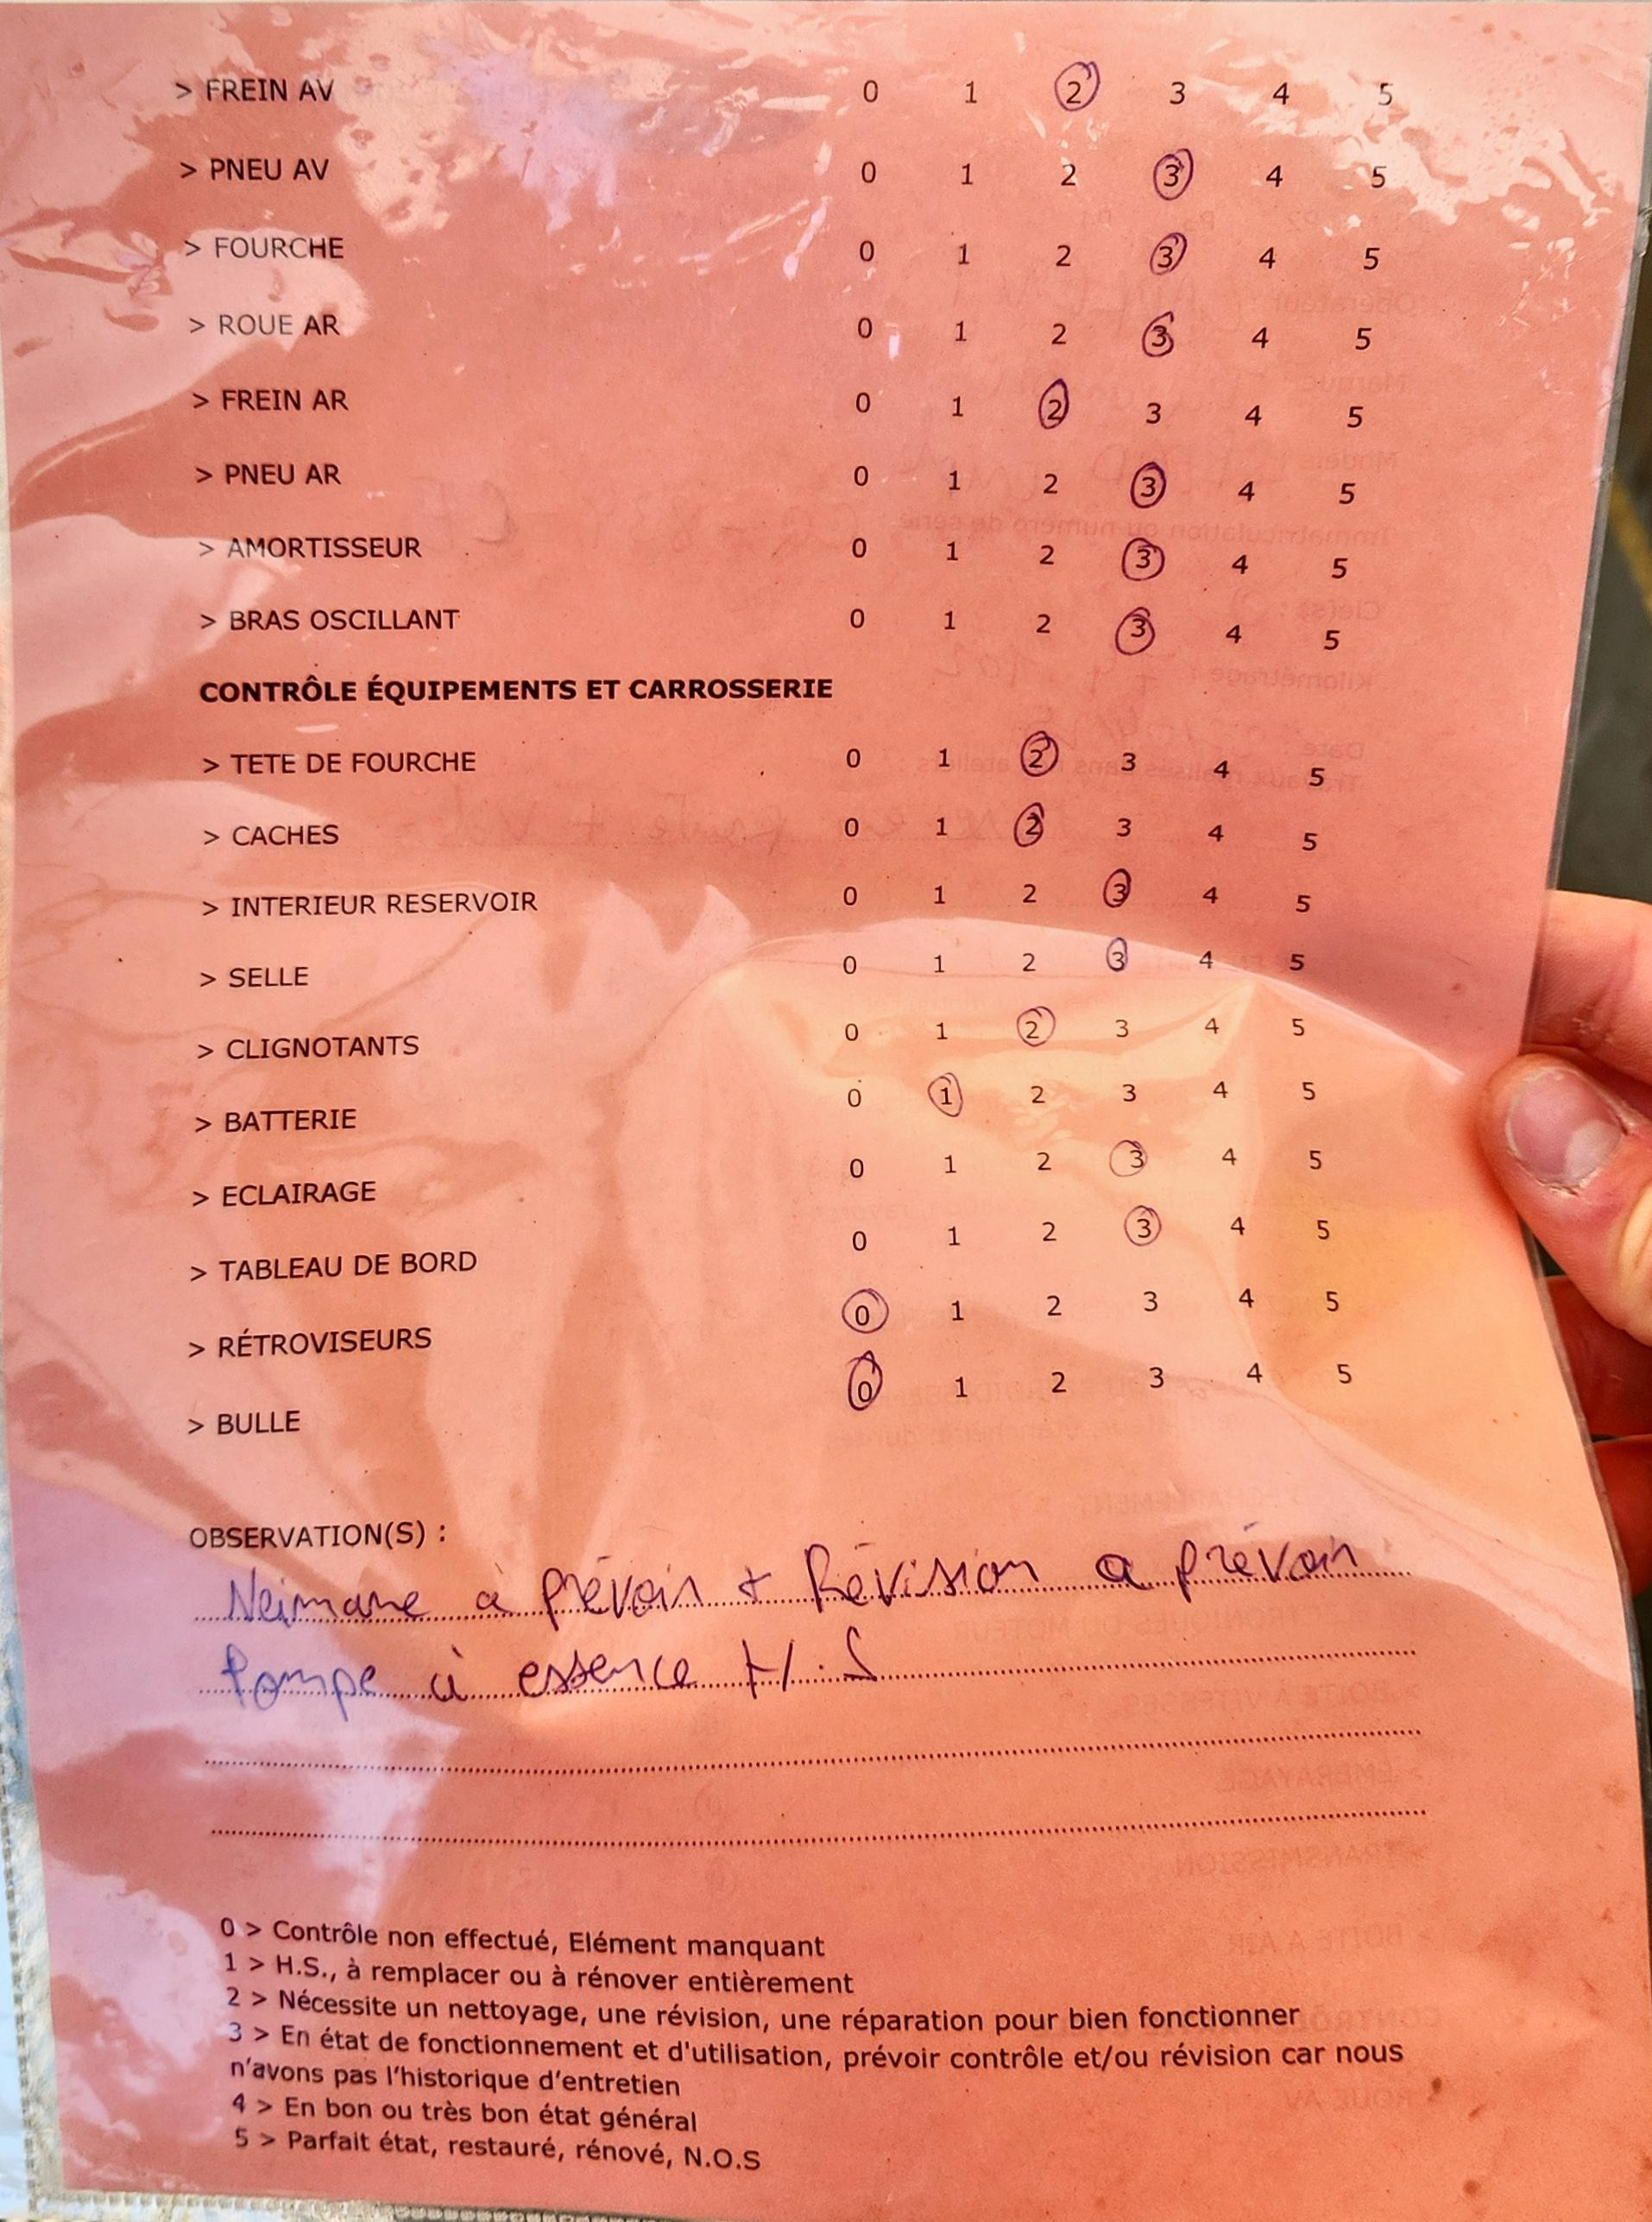 > FREIN AV 0 1 2 3 4 5
> PNEU AV 0 1 2 3 4 5
> FOURCHE 0 1 2 3 4 5
> ROUE AR 0 1 2 3 4 5
> FREIN AR 0 1 2 3 4 5
> PNEU AR 0 1 2 3 4 5
> AMORTISSEUR 0 1 2 3 4 5
> BRAS OSCILLANT 0 1 2 3 4 5
CONTRÔLE ÉQUIPEMENTS ET CARROSSERIE
> TETE DE FOURCHE 0 1 2 3 4 5
> CACHES 0 1 2 3 4 5
> INTERIEUR RESERVOIR 0 1 2 3 4 5
> SELLE 0 1 2 3 4 5
> CLIGNOTANTS 0 1 2 3 4 5
> BATTERIE 0 1 2 3 4 5
> ECLAIRAGE 0 1 2 3 4 5
> TABLEAU DE BORD 0 1 2 3 4 5
> RÉTROVISEURS 0 1 2 3 4 5
> BULLE 0 1 2 3 4 5
OBSERVATION(S) :
Neimane à prévoir + Révision a prévoir
Pompe à essence H.S
0 > Contrôle non effectué, Elément manquant
1 > H.S., à remplacer ou à rénover entièrement
2 > Nécessite un nettoyage, une révision, une réparation pour bien fonctionner
3 > En état de fonctionnement et d'utilisation, prévoir contrôle et/ou révision car nous
n'avons pas l'historique d'entretien
4 > En bon ou très bon état général
5 > Parfait état, restauré, rénové, N.O.S